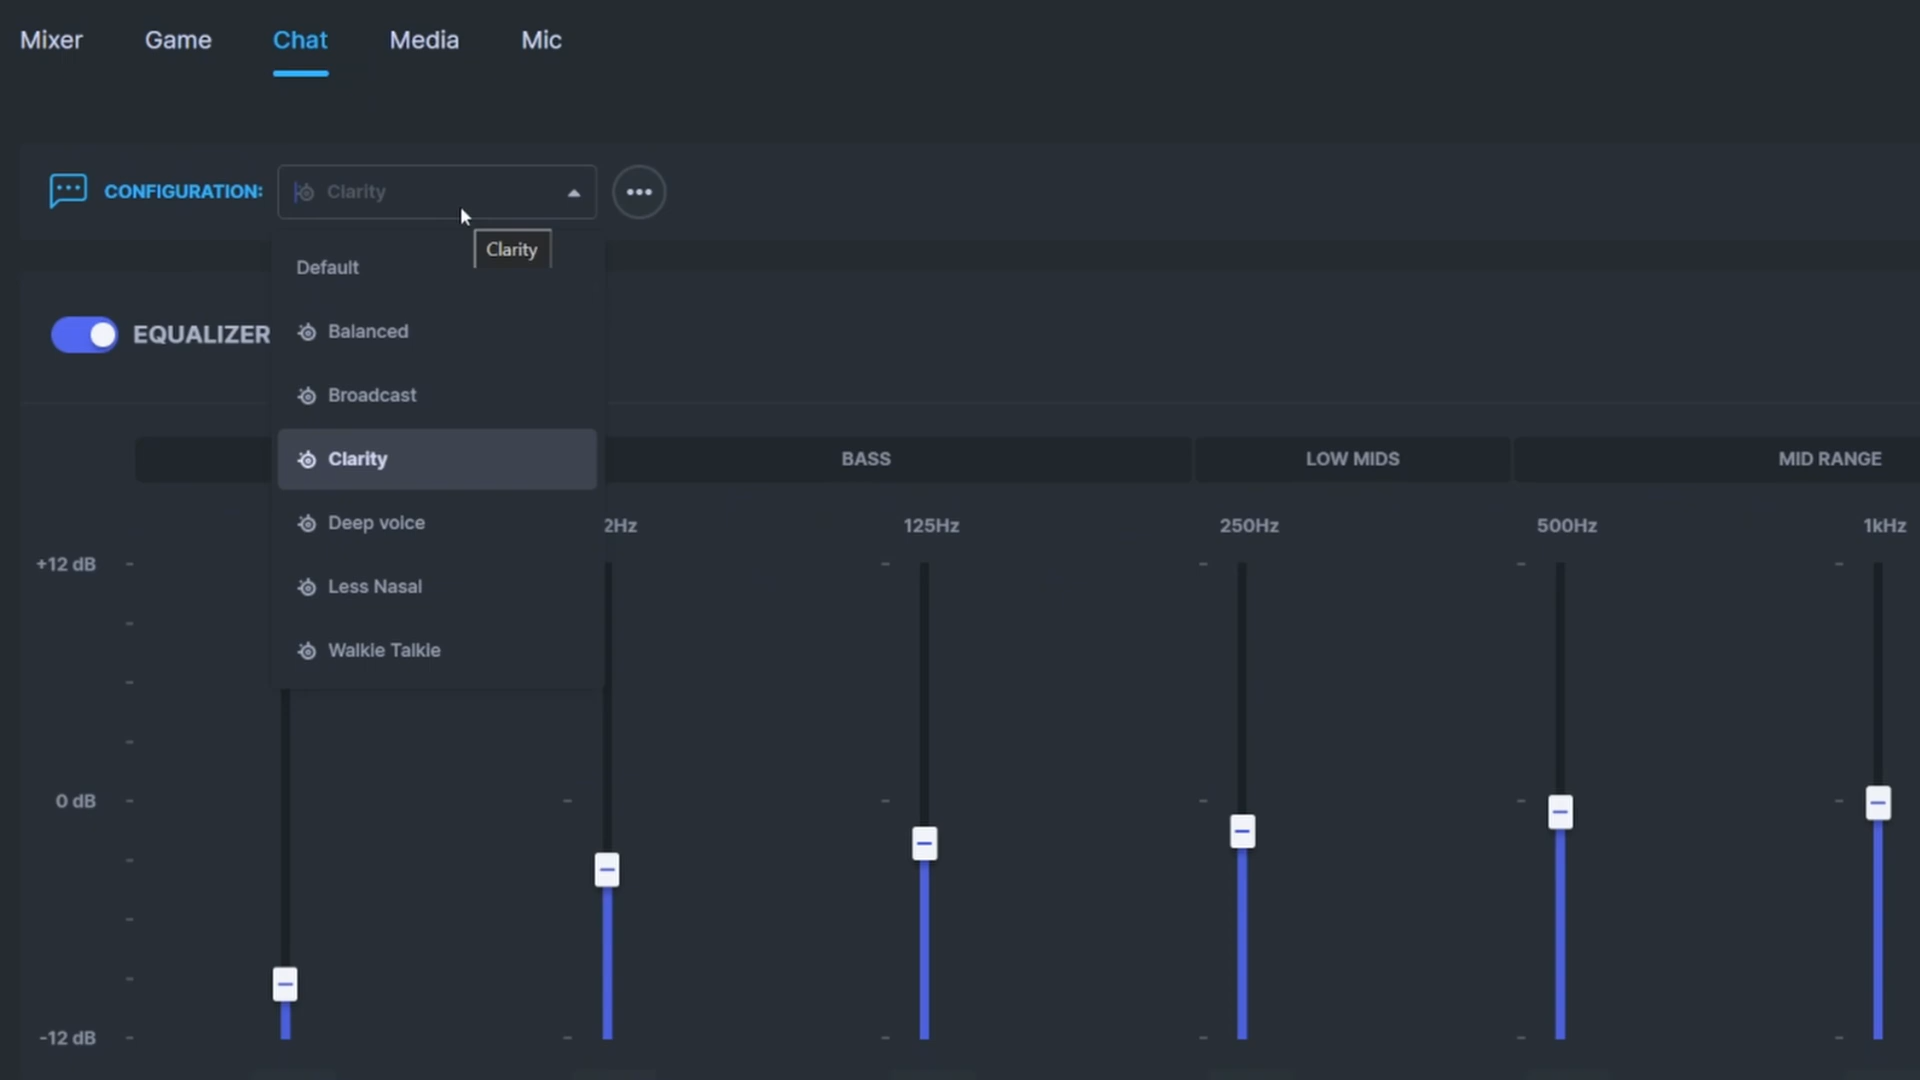 Mixer Game Chat Media Mic
CONFIGURATION: Clarity
Clarity
Default
Balanced
EQUALIZER
Broadcast
Clarity
BASS LOW MIDS MID RANGE
Deep voice
2Hz 125Hz 250Hz 500Hz 1kHz
+12 dB
Less Nasal
Walkie Talkie
0 dB
-12 dB